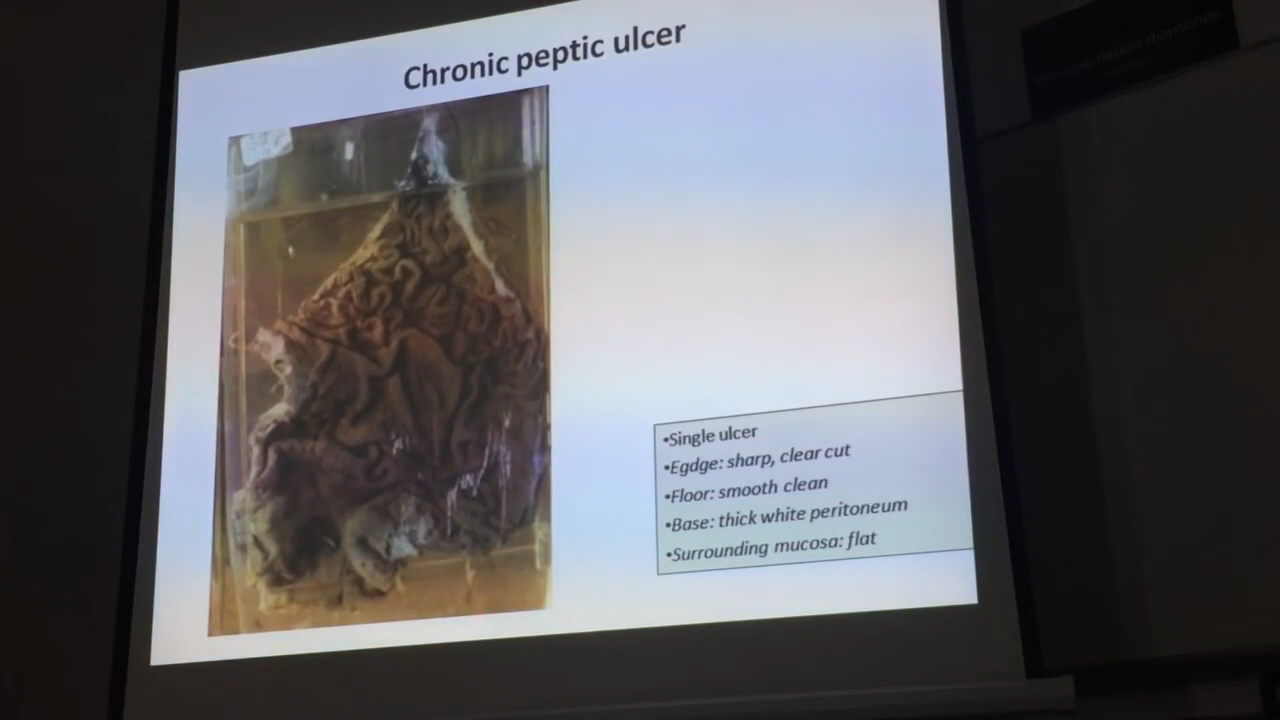 Chronic peptic ulcer
•Single ulcer
•Egdge: sharp, clear cut
•Floor: smooth clean
•Base: thick white peritoneum
•Surrounding mucosa: flat